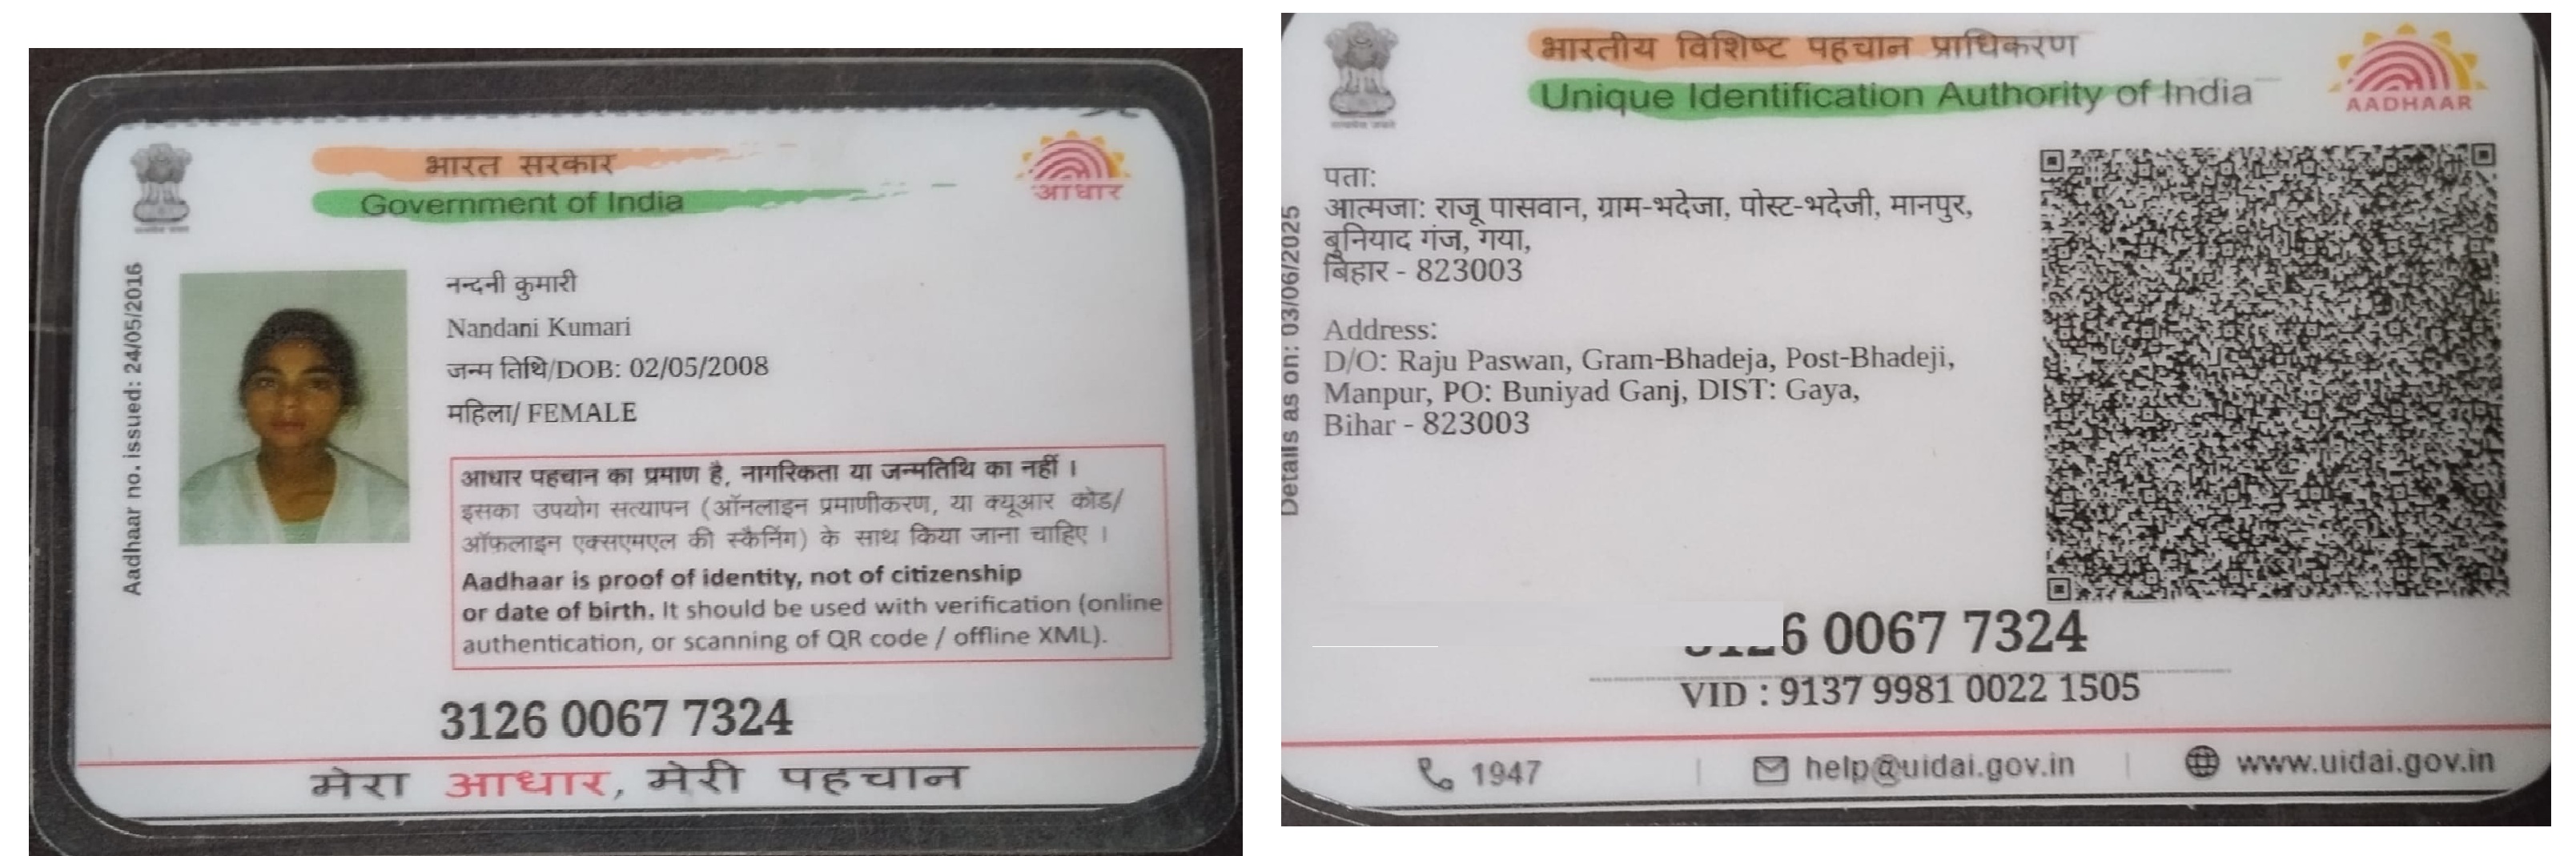 भारत सरकार
Government of India
आधार
Aadhaar no. issued: 24/05/2016
नन्दनी कुमारी
Nandani Kumari
जन्म तिथि/DOB: 02/05/2008
महिला/ FEMALE
आधार पहचान का प्रमाण है, नागरिकता या जन्मतिथि का नहीं ।
इसका उपयोग सत्यापन (ऑनलाइन प्रमाणीकरण, या क्यूआर कोड/
ऑफ़लाइन एक्सएमएल की स्कैनिंग) के साथ किया जाना चाहिए ।
Aadhaar is proof of identity, not of citizenship
or date of birth. It should be used with verification (online
authentication, or scanning of QR code / offline XML).
3126 0067 7324
मेरा आधार, मेरी पहचान
भारतीय विशिष्ट पहचान प्राधिकरण
Unique Identification Authority of India
AADHAAR
Details as on: 03/06/2025
पता:
आत्मजा: राजू पासवान, ग्राम-भदेजा, पोस्ट-भदेजी, मानपुर,
बुनियाद गंज, गया,
बिहार - 823003
Address:
D/O: Raju Paswan, Gram-Bhadeja, Post-Bhadeji,
Manpur, PO: Buniyad Ganj, DIST: Gaya,
Bihar - 823003
3126 0067 7324
VID : 9137 9981 0022 1505
1947
help@uidai.gov.in
www.uidai.gov.in